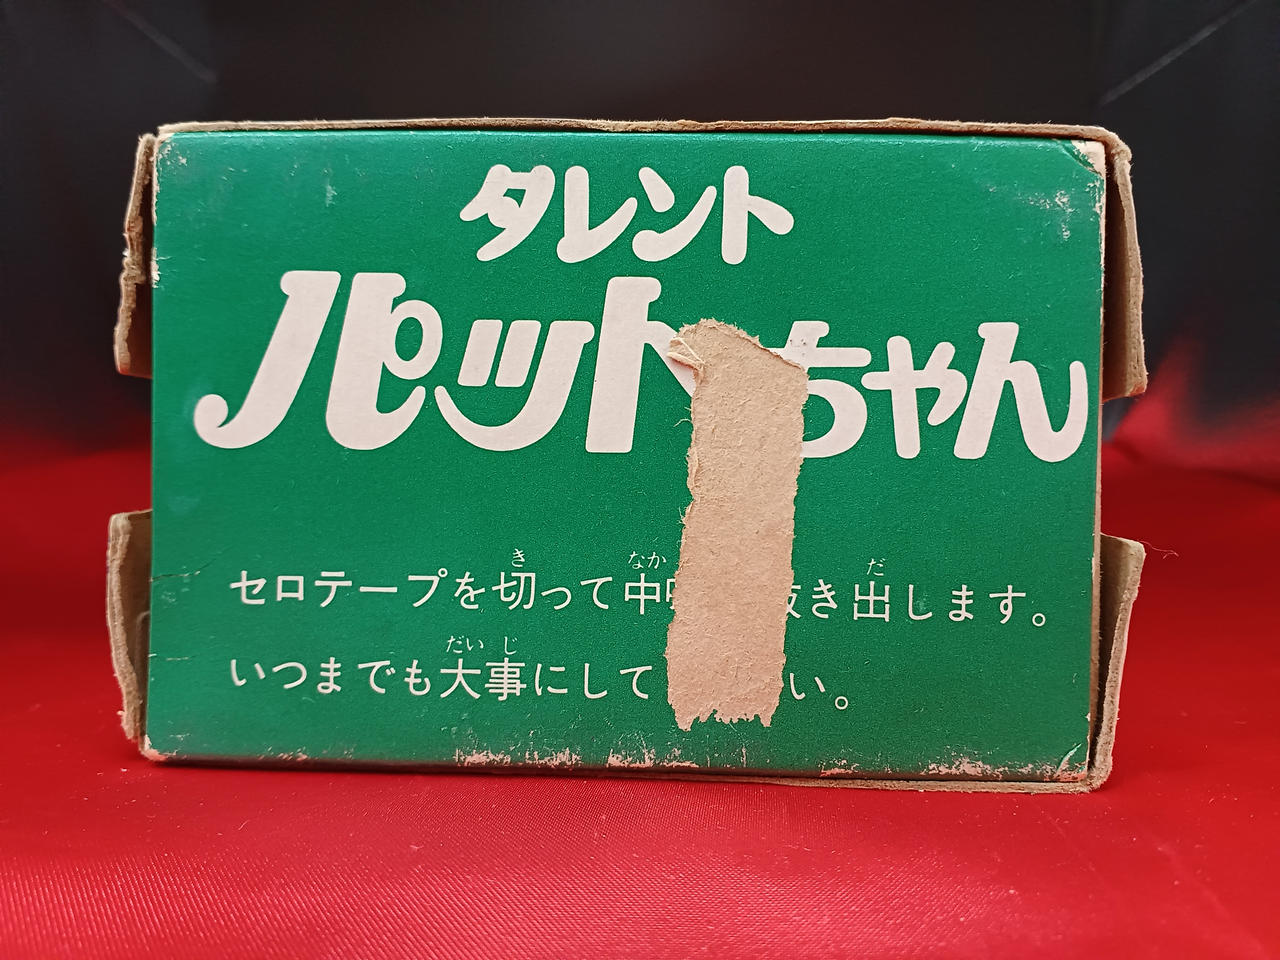 タレント
パットちゃん
セロテープを切って中 き出します。
いつまでも大事にして い。